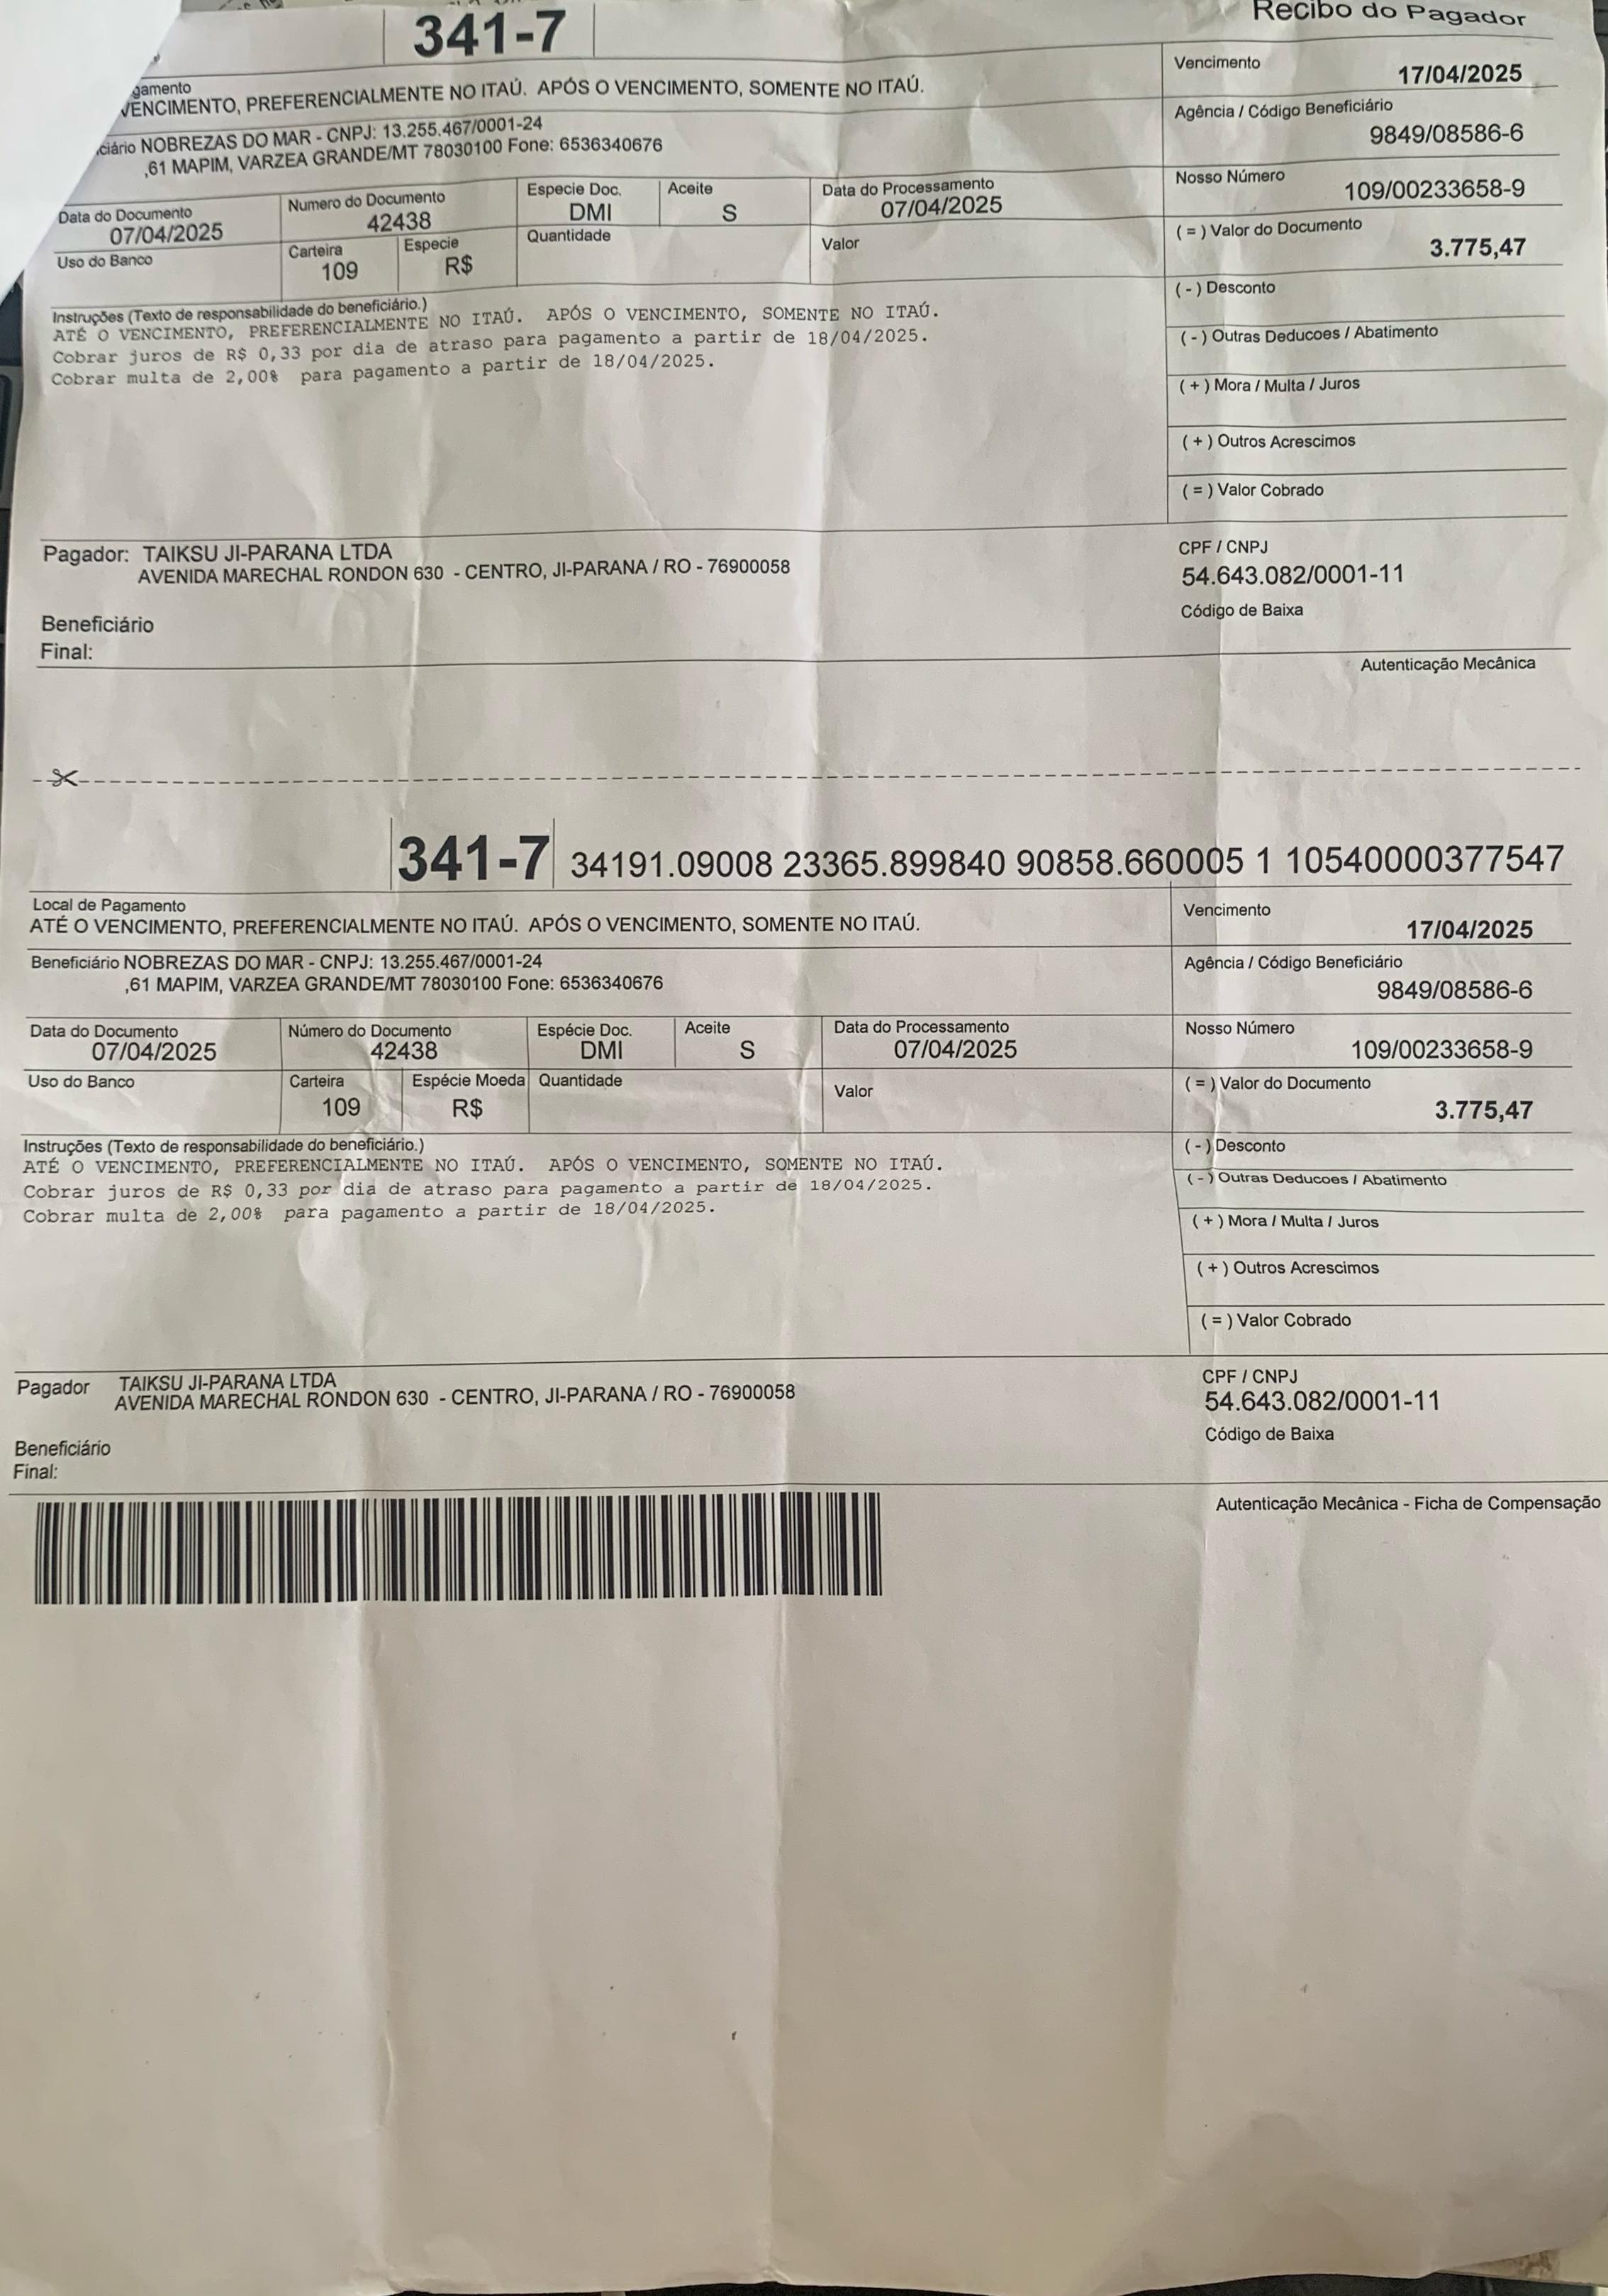 341-7
Recibo do Pagador
gamento
VENCIMENTO, PREFERENCIALMENTE NO ITAÚ. APÓS O VENCIMENTO, SOMENTE NO ITAÚ.
Vencimento
17/04/2025
ciário NOBREZAS DO MAR - CNPJ: 13.255.467/0001-24
,61 MAPIM, VARZEA GRANDE/MT 78030100 Fone: 6536340676
Agência / Código Beneficiário
9849/08586-6
Data do Documento
07/04/2025
Numero do Documento
42438
Especie Doc.
DMI
Aceite
S
Data do Processamento
07/04/2025
Nosso Número
109/00233658-9
Uso do Banco
Carteira
109
Especie
R$
Quantidade
Valor
( = ) Valor do Documento
3.775,47
Instruções (Texto de responsabilidade do beneficiário.)
ATÉ O VENCIMENTO, PREFERENCIALMENTE NO ITAÚ. APÓS O VENCIMENTO, SOMENTE NO ITAÚ.
Cobrar juros de R$ 0,33 por dia de atraso para pagamento a partir de 18/04/2025.
Cobrar multa de 2,00% para pagamento a partir de 18/04/2025.
( - ) Desconto
( - ) Outras Deducoes / Abatimento
( + ) Mora / Multa / Juros
( + ) Outros Acrescimos
( = ) Valor Cobrado
Pagador: TAIKSU JI-PARANA LTDA
AVENIDA MARECHAL RONDON 630 - CENTRO, JI-PARANA / RO - 76900058
CPF / CNPJ
54.643.082/0001-11
Código de Baixa
Beneficiário
Final:
Autenticação Mecânica
341-7 34191.09008 23365.899840 90858.660005 1 10540000377547
Local de Pagamento
ATÉ O VENCIMENTO, PREFERENCIALMENTE NO ITAÚ. APÓS O VENCIMENTO, SOMENTE NO ITAÚ.
Vencimento
17/04/2025
Beneficiário NOBREZAS DO MAR - CNPJ: 13.255.467/0001-24
,61 MAPIM, VARZEA GRANDE/MT 78030100 Fone: 6536340676
Agência / Código Beneficiário
9849/08586-6
Data do Documento
07/04/2025
Número do Documento
42438
Espécie Doc.
DMI
Aceite
S
Data do Processamento
07/04/2025
Nosso Número
109/00233658-9
Uso do Banco
Carteira
109
Espécie Moeda
R$
Quantidade
Valor
( = ) Valor do Documento
3.775,47
Instruções (Texto de responsabilidade do beneficiário.)
ATÉ O VENCIMENTO, PREFERENCIALMENTE NO ITAÚ. APÓS O VENCIMENTO, SOMENTE NO ITAÚ.
Cobrar juros de R$ 0,33 por dia de atraso para pagamento a partir de 18/04/2025.
Cobrar multa de 2,00% para pagamento a partir de 18/04/2025.
( - ) Desconto
( - ) Outras Deducoes / Abatimento
( + ) Mora / Multa / Juros
( + ) Outros Acrescimos
( = ) Valor Cobrado
Pagador TAIKSU JI-PARANA LTDA
AVENIDA MARECHAL RONDON 630 - CENTRO, JI-PARANA / RO - 76900058
CPF / CNPJ
54.643.082/0001-11
Código de Baixa
Beneficiário
Final:
Autenticação Mecânica - Ficha de Compensação